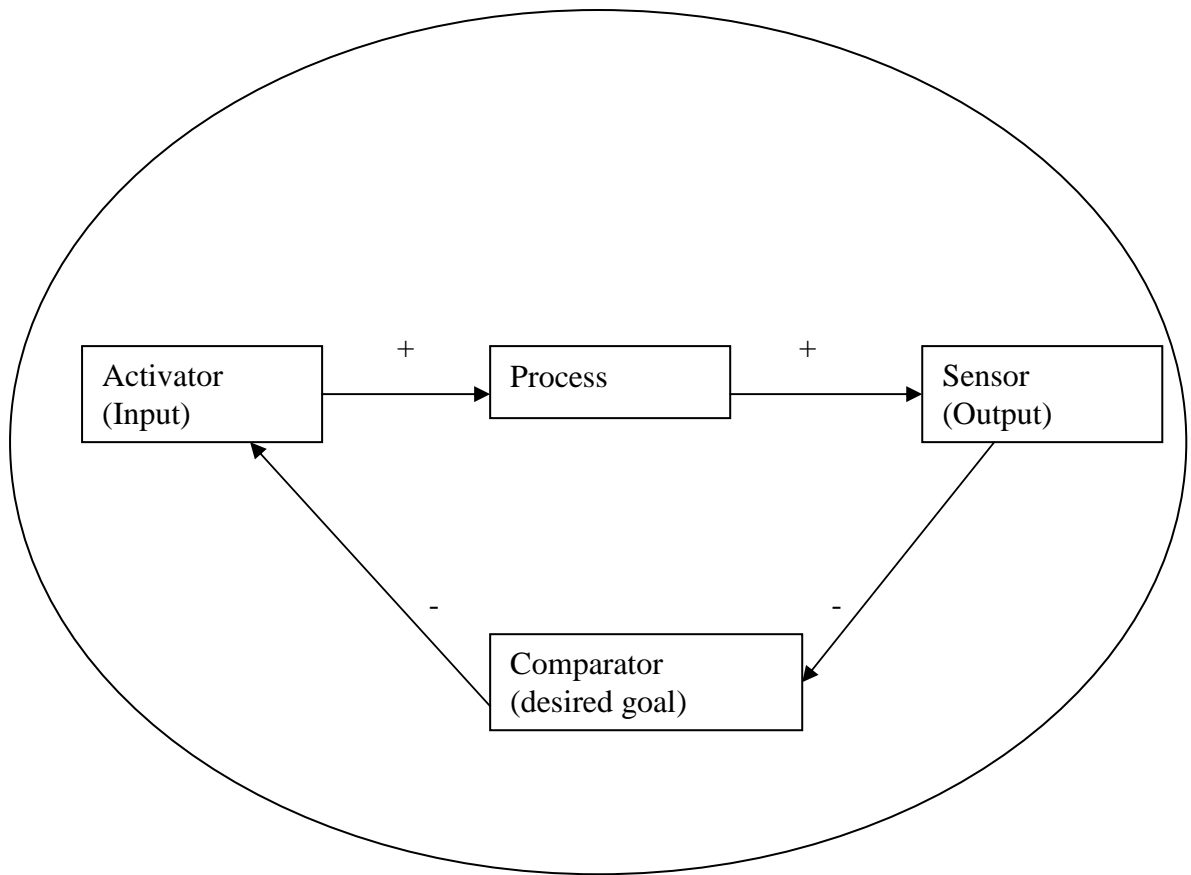 +
+
Activator
(Input)
Process
Sensor
(Output)
-
-
Comparator
(desired goal)